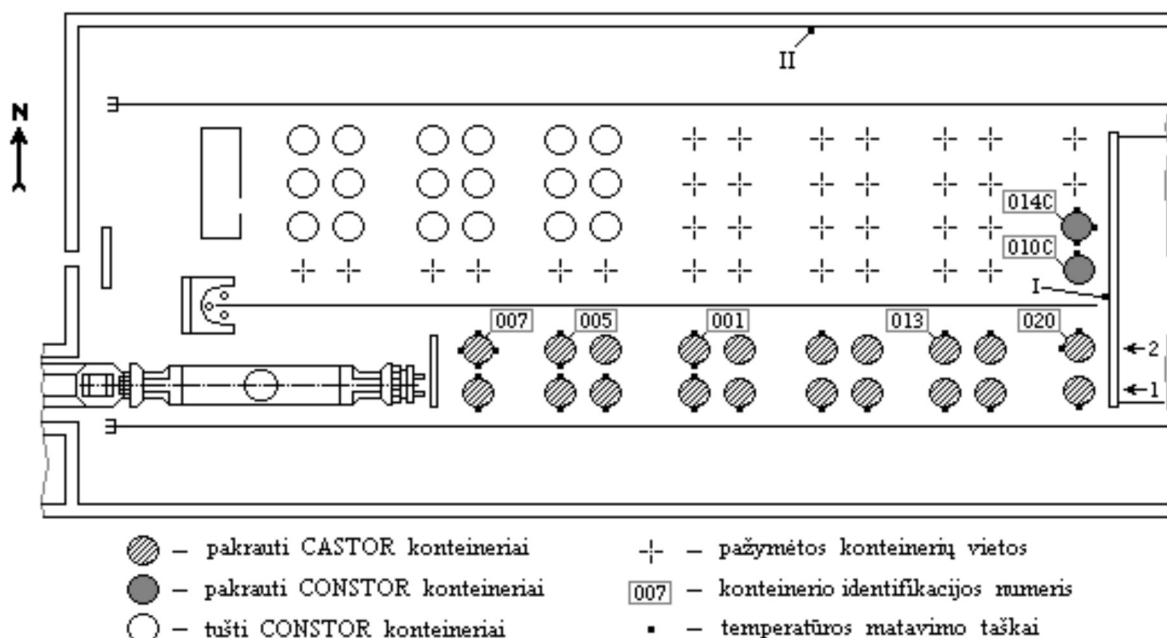 II
N
014C
010C
I
007 005 001 013 020
2
1
– pakrauti CASTOR konteineriai
– pakrauti CONSTOR konteineriai
– tušti CONSTOR konteineriai
– pažymėtos konteinerių vietos
007 – konteinerio identifikacijos numeris
– temperatūros matavimo taškai